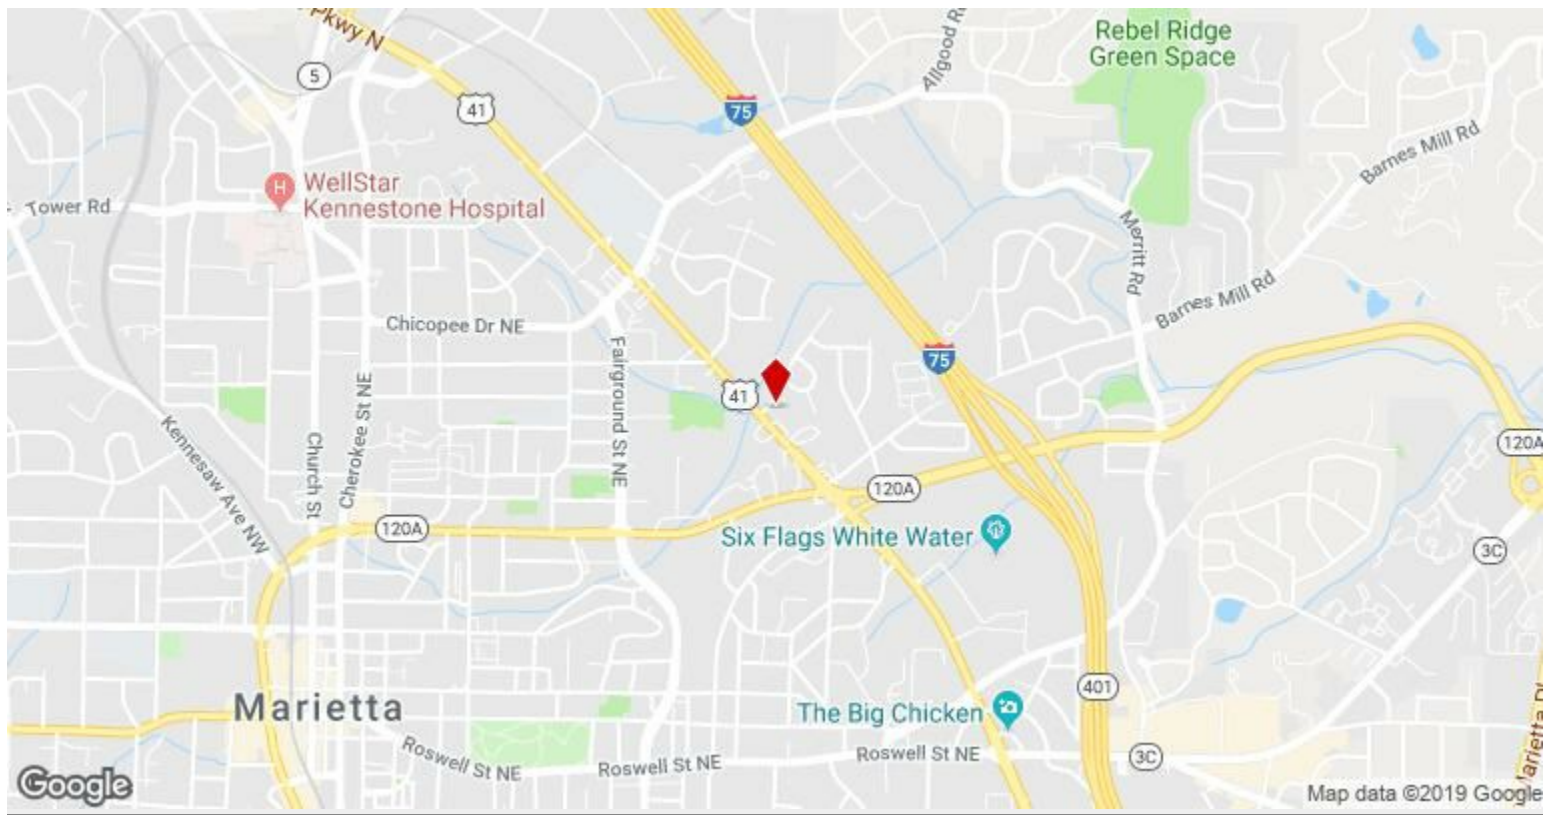 Pkwy N
5
41
75
Allgood Rd
Rebel Ridge
Green Space
Barnes Mill Rd
WellStar
Kennestone Hospital
H
Tower Rd
Merritt Rd
Barnes Mill Rd
Chicopee Dr NE
Fairground St NE
75
41
Cherokee St NE
Church St
Kennesaw Ave NW
120A
120A
120A
Six Flags White Water
3C
401
Marietta
The Big Chicken
Roswell St NE
Roswell St NE
Roswell St NE
3C
Marietta
Google
Map data ©2019 Google